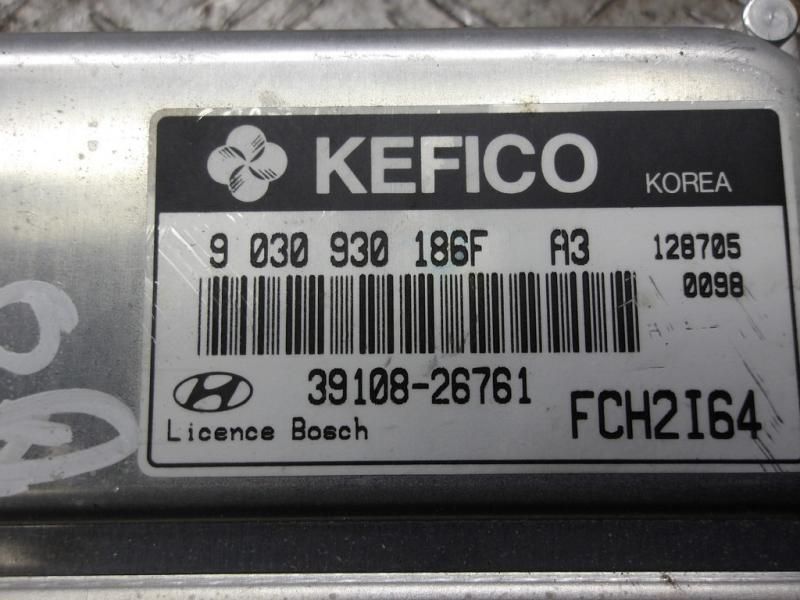 KEFICO KOREA
9 030 930 186F A3 128705
0098
39108-26761
FCH2I64
Licence Bosch